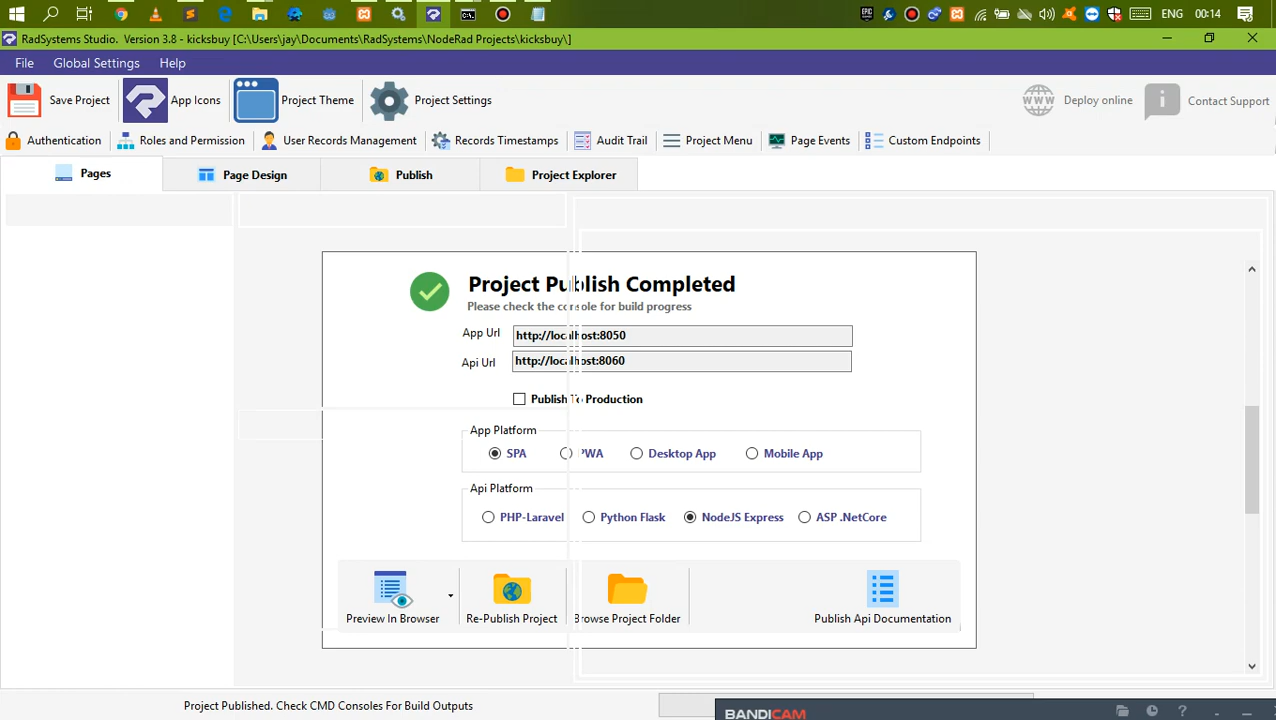 ENG 00:14
RadSystems Studio. Version 3.8 - kicksbuy [C:\Users\jay\Documents\RadSystems\NodeRad Projects\kicksbuy\]
File Global Settings Help
Save Project App Icons Project Theme Project Settings WWW Deploy online Contact Support
Authentication Roles and Permission User Records Management Records Timestamps Audit Trail Project Menu Page Events Custom Endpoints
Pages Page Design Publish Project Explorer
Project Publish Completed
Please check the console for build progress
App Url http://localhost:8050
Api Url http://localhost:8060
Publish To Production
App Platform
SPA PWA Desktop App Mobile App
Api Platform
PHP-Laravel Python Flask NodeJS Express ASP .NetCore
Preview In Browser Re-Publish Project Browse Project Folder Publish Api Documentation
Project Published. Check CMD Consoles For Build Outputs
BANDICAM